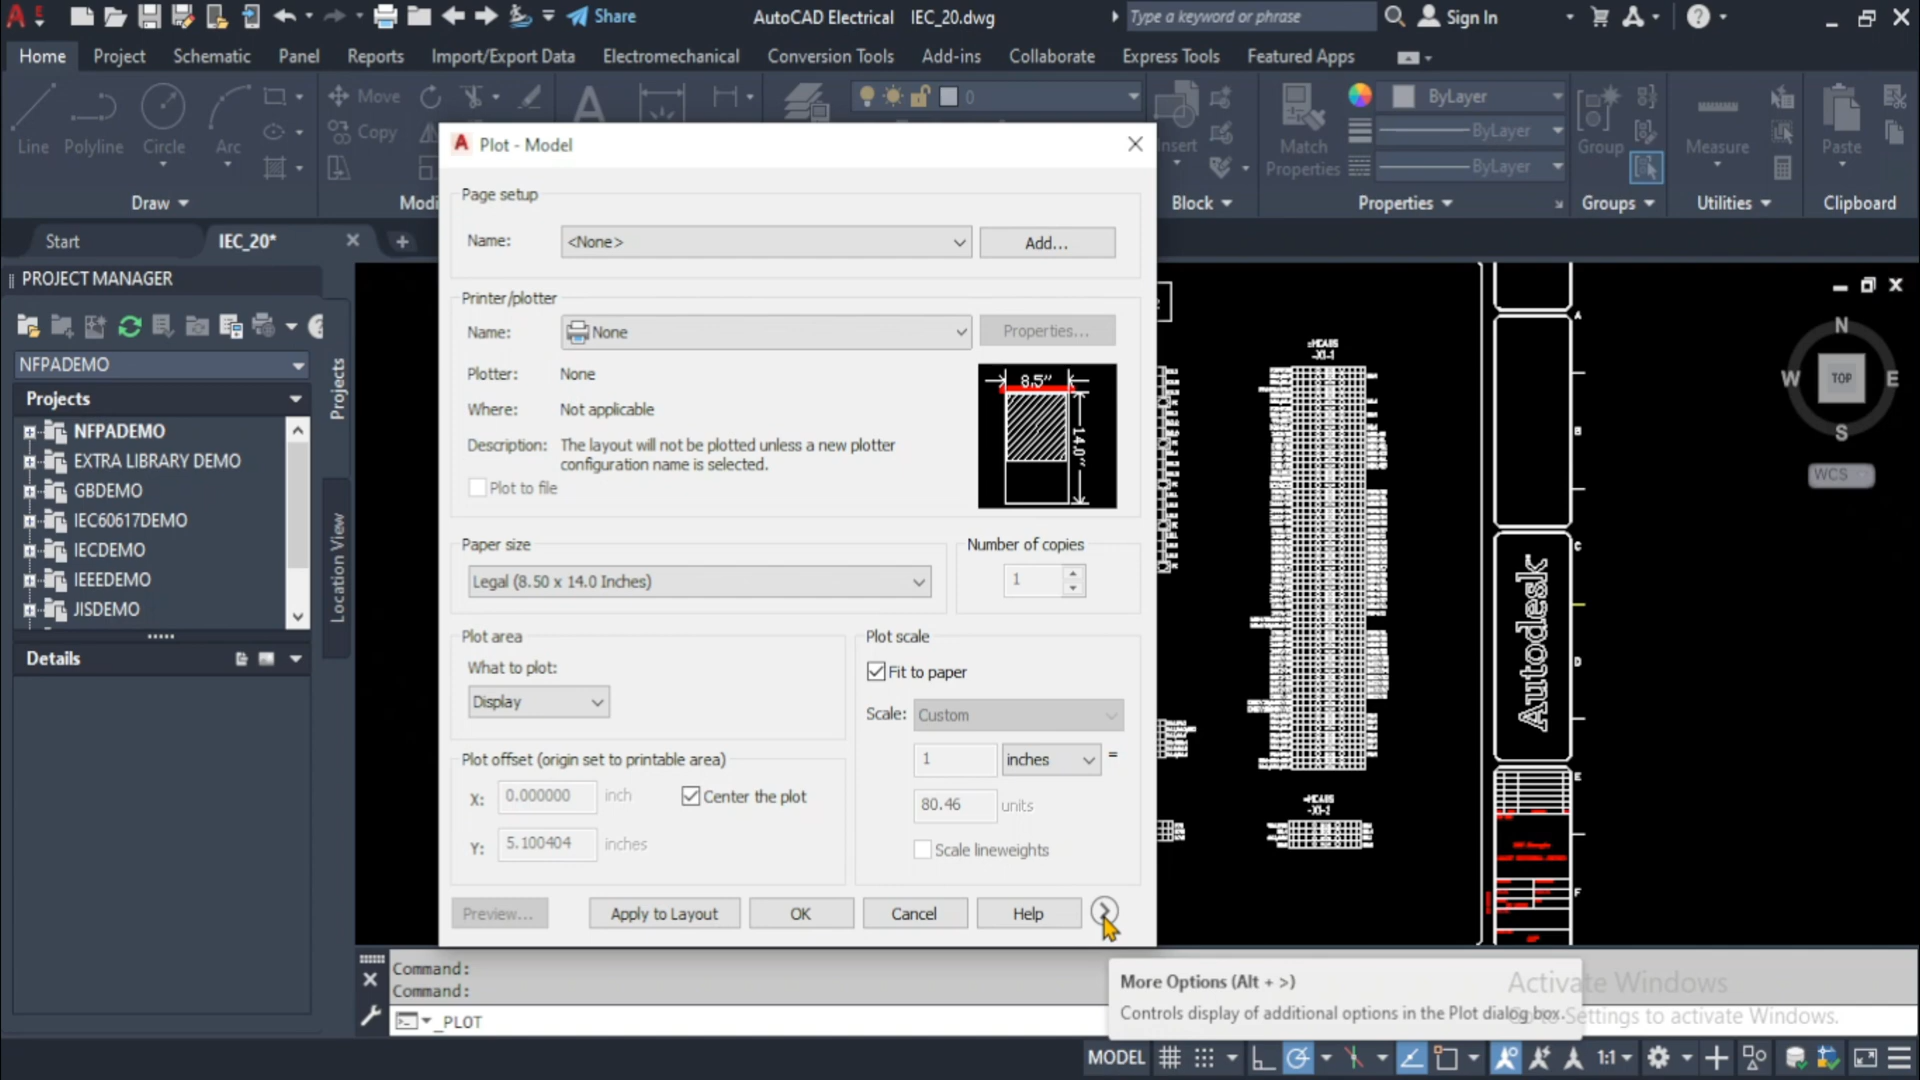 Share
AutoCAD Electrical IEC_20.dwg
Type a keyword or phrase
Sign In
Home Project Schematic Panel Reports Import/Export Data Electromechanical Conversion Tools Add-ins Collaborate Express Tools Featured Apps
Move
Copy
Line Polyline Circle Arc
0
Insert
Match
Properties
ByLayer
ByLayer
ByLayer
Group
Measure
Paste
Draw Modi Block Properties Groups Utilities Clipboard
Start IEC_20*
PROJECT MANAGER
NFPADEMO
Projects
NFPADEMO
EXTRA LIBRARY DEMO
GBDEMO
IEC60617DEMO
IECDEMO
IEEEDEMO
JISDEMO
Details
Projects
Location View
Plot - Model
Page setup
Name: <None> Add...
Printer/plotter
Name: None Properties...
Plotter: None
Where: Not applicable
Description: The layout will not be plotted unless a new plotter
configuration name is selected.
Plot to file
8.5"
14.0"
Paper size
Legal (8.50 x 14.0 Inches)
Number of copies
1
Plot area
What to plot:
Display
Plot scale
Fit to paper
Scale: Custom
1 inches =
80.46 units
Scale lineweights
Plot offset (origin set to printable area)
X: 0.000000 inch Center the plot
Y: 5.100404 inches
Preview... Apply to Layout OK Cancel Help
More Options (Alt + >)
Controls display of additional options in the Plot dialog box.
Activate Windows
Go to Settings to activate Windows.
N
W TOP E
S
WCS
A
B
C
D
E
F
Autodesk
Command:
Command:
_PLOT
MODEL 1:1